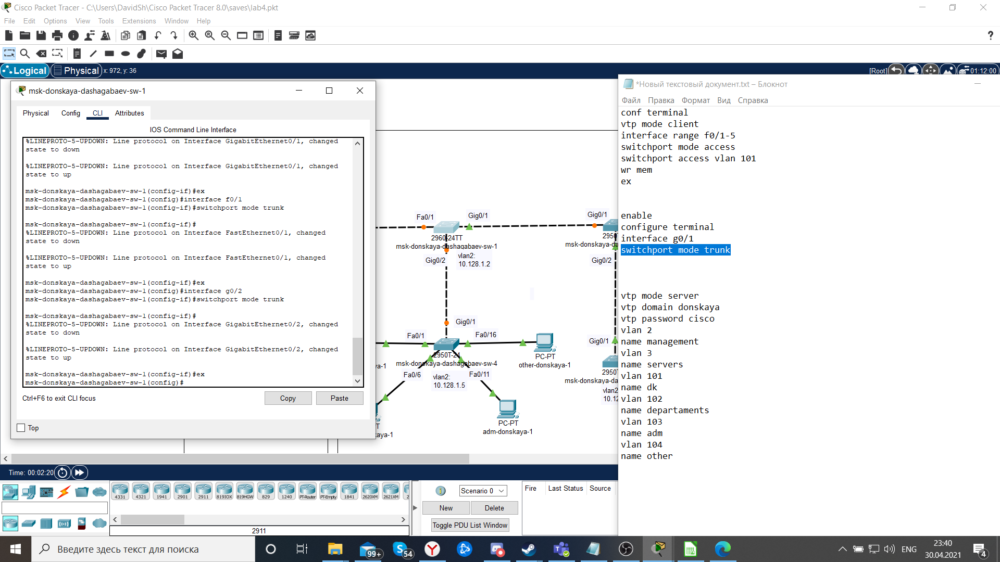 Cisco Packet Tracer - C:\Users\DavidSh\Cisco Packet Tracer 8.0\saves\lab4.pkt
File Edit Options View Tools Extensions Window Help
?
Logical Physical x: 972, y: 36
[Root] 01:12:00
msk-donskaya-dashagabaev-sw-1
Physical Config CLI Attributes
IOS Command Line Interface
%LINEPROTO-5-UPDOWN: Line protocol on Interface GigabitEthernet0/1, changed
state to down
%LINEPROTO-5-UPDOWN: Line protocol on Interface GigabitEthernet0/1, changed
state to up
msk-donskaya-dashagabaev-sw-1(config-if)#ex
msk-donskaya-dashagabaev-sw-1(config)#interface f0/1
msk-donskaya-dashagabaev-sw-1(config-if)#switchport mode trunk
msk-donskaya-dashagabaev-sw-1(config-if)#
%LINEPROTO-5-UPDOWN: Line protocol on Interface FastEthernet0/1, changed
state to down
%LINEPROTO-5-UPDOWN: Line protocol on Interface FastEthernet0/1, changed
state to up
msk-donskaya-dashagabaev-sw-1(config-if)#ex
msk-donskaya-dashagabaev-sw-1(config)#interface g0/2
msk-donskaya-dashagabaev-sw-1(config-if)#switchport mode trunk
msk-donskaya-dashagabaev-sw-1(config-if)#
%LINEPROTO-5-UPDOWN: Line protocol on Interface GigabitEthernet0/2, changed
state to down
%LINEPROTO-5-UPDOWN: Line protocol on Interface GigabitEthernet0/2, changed
state to up
msk-donskaya-dashagabaev-sw-1(config-if)#ex
msk-donskaya-dashagabaev-sw-1(config)#
Ctrl+F6 to exit CLI focus
Copy
Paste
Top
Fa0/1
Gig0/1
Gig0/1
2960-24TT
msk-donskaya-dashagabaev-sw-1
2950T
msk-donskaya-da
Gig0/2
vlan2:
10.128.1.2
Gig0/2
Gig0/1
Fa0/1
Fa0/16
2950T-24
msk-donskaya-dashagabaev-sw-4
ya-1
PC-PT
other-donskaya-1
Gig0/1
2950T
msk-donskaya-da
Fa0/6
vlan2:
10.128.1.5
Fa0/11
vlan2
10.12
T
kaya-1
PC-PT
adm-donskaya-1
*Новый текстовый документ.txt – Блокнот
Файл Правка Формат Вид Справка
conf terminal
vtp mode client
interface range f0/1-5
switchport mode access
switchport access vlan 101
wr mem
ex
enable
configure terminal
interface g0/1
switchport mode trunk
vtp mode server
vtp domain donskaya
vtp password cisco
vlan 2
name management
vlan 3
name servers
vlan 101
name dk
vlan 102
name departaments
vlan 103
name adm
vlan 104
name other
Time: 00:02:20
4331 4321 1941 2901 2911 819IOX 819HGW 829 1240 PT-Router PT-Empty 1841 2620XM 2621XM 2
2911
Scenario 0
New
Delete
Toggle PDU List Window
Fire Last Status Source
Введите здесь текст для поиска
99+
54
ENG
23:40
30.04.2021
4